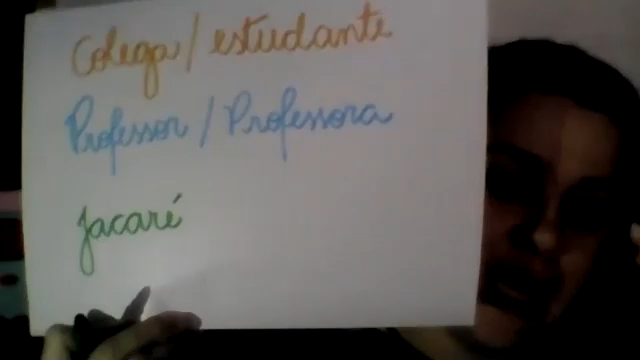 Colega / estudante
Professor / Professora
Jacaré